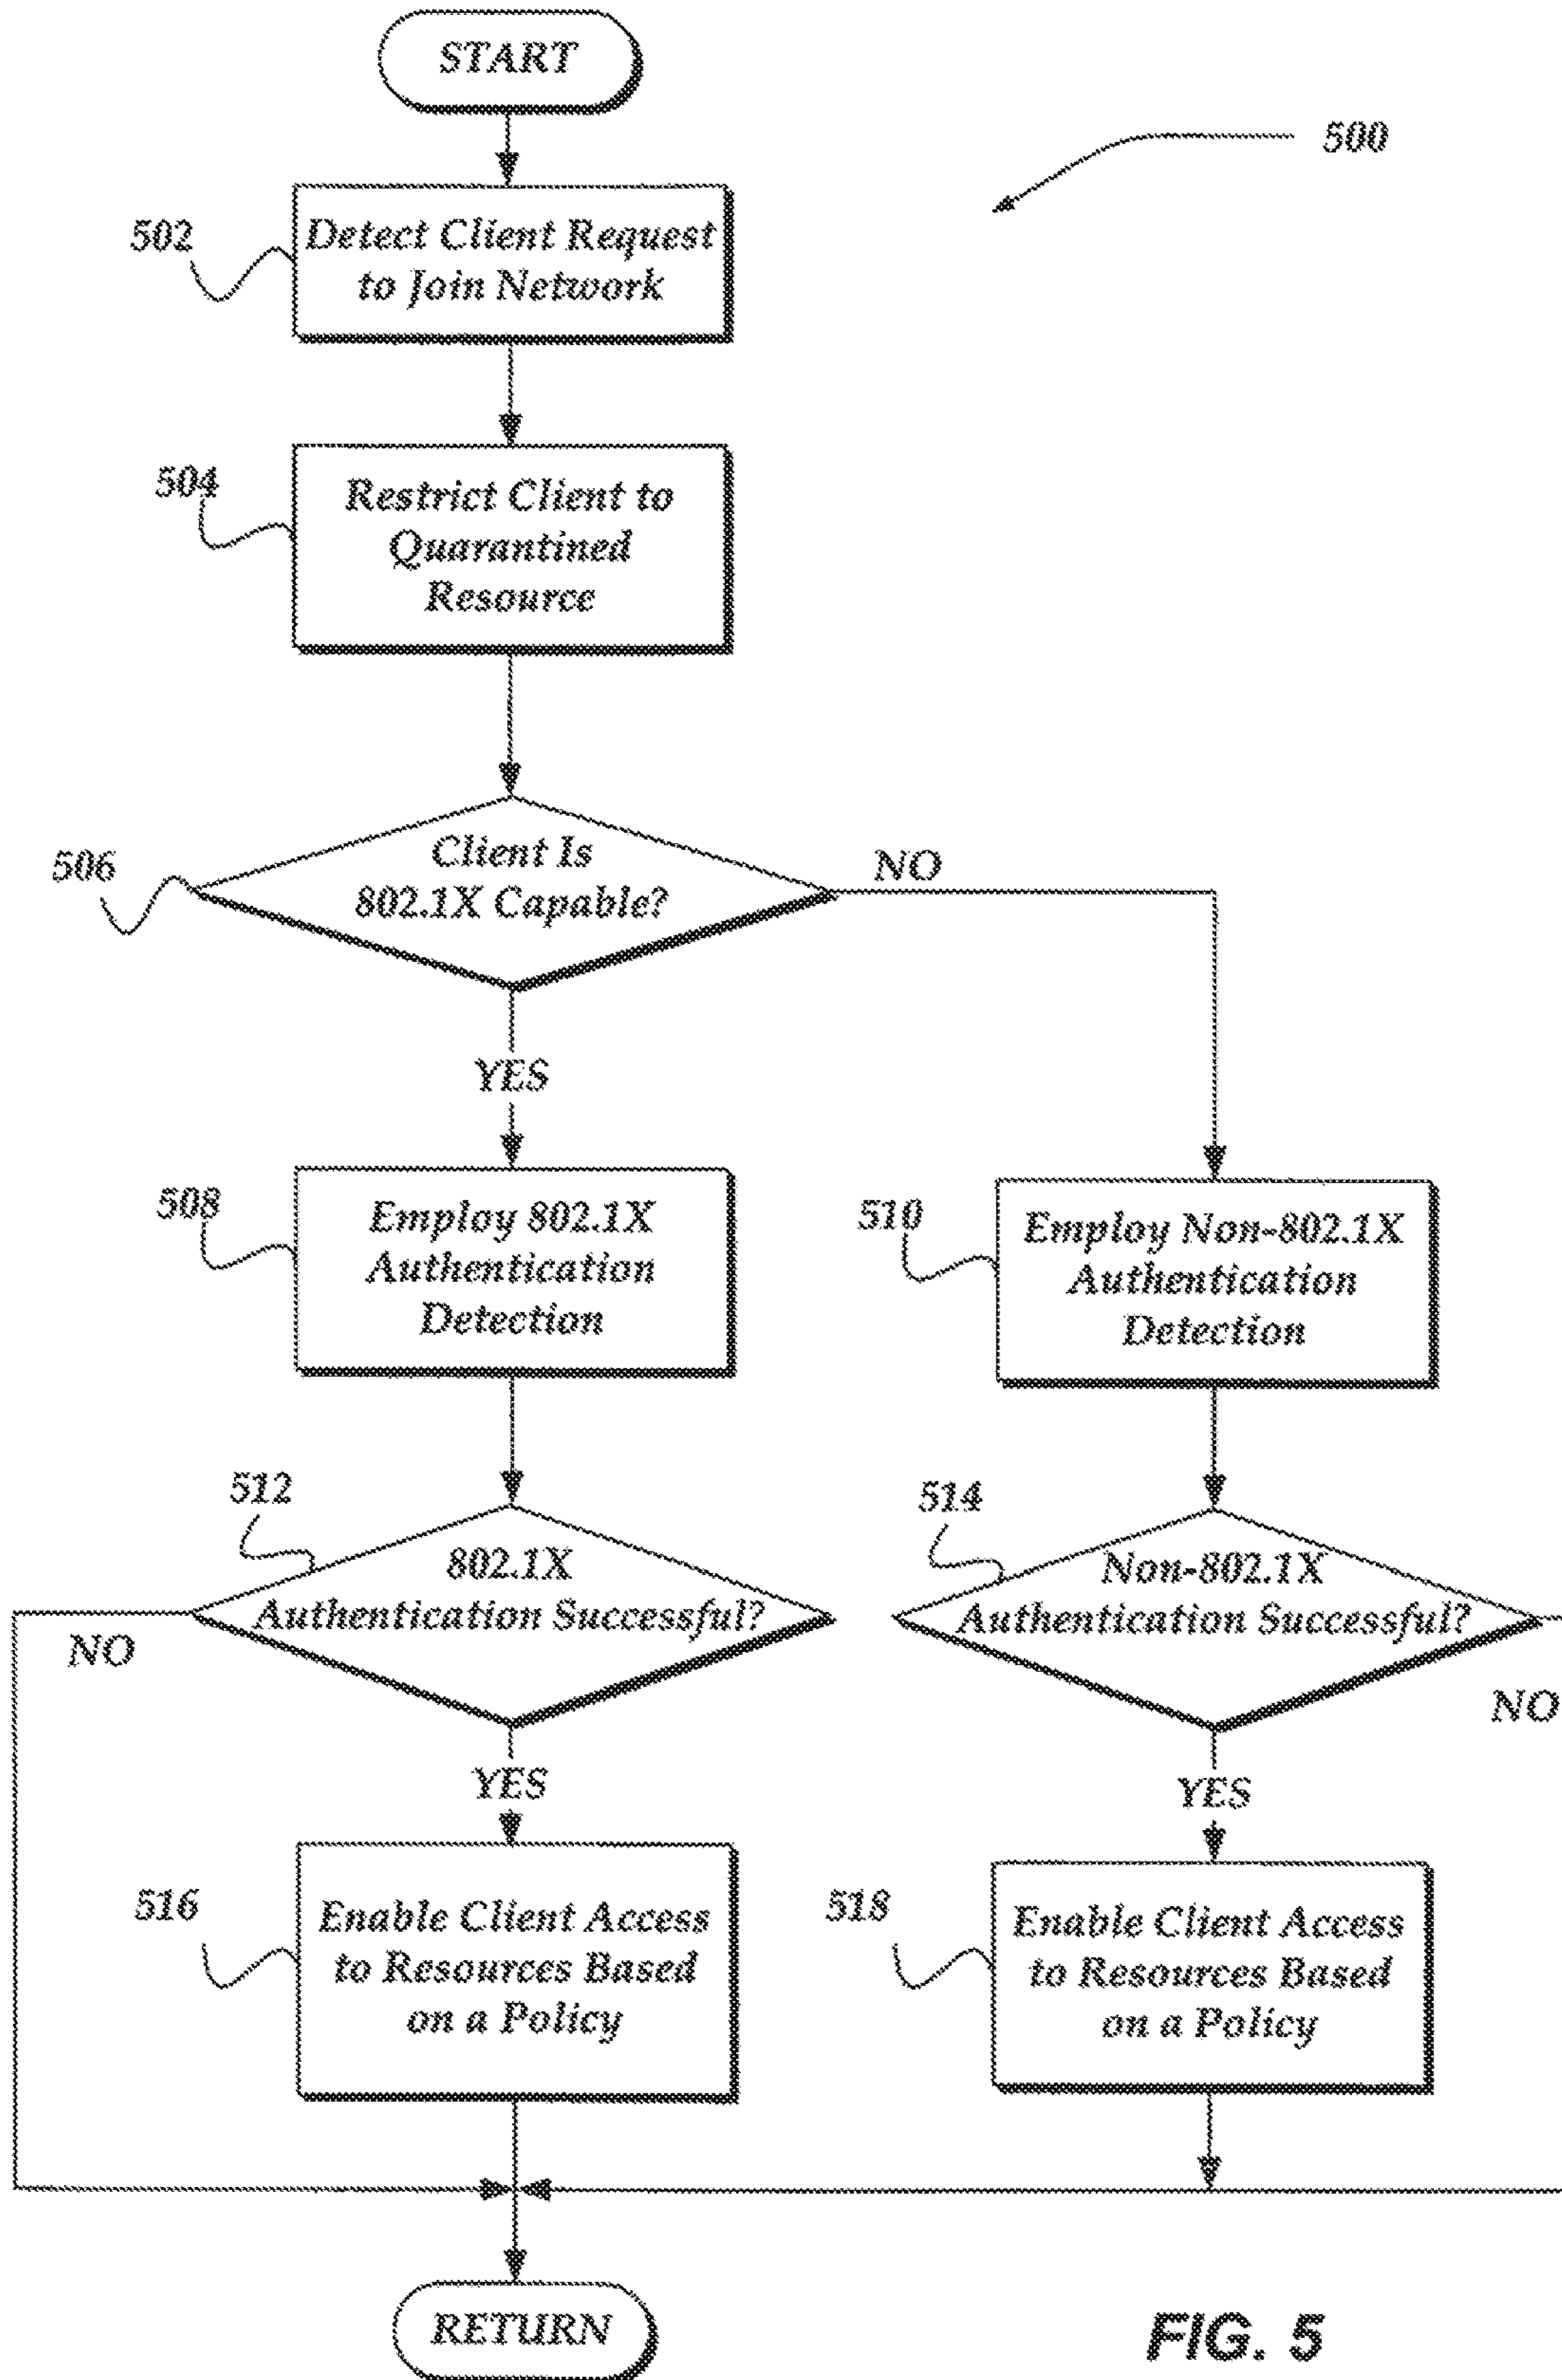 START
500
502
Detect Client Request
to Join Network
504
Restrict Client to
Quarantined
Resource
506
Client Is
802.1X Capable?
NO
YES
508
Employ 802.1X
Authentication
Detection
510
Employ Non-802.1X
Authentication
Detection
512
802.1X
Authentication Successful?
NO
514
Non-802.1X
Authentication Successful?
NO
YES
YES
516
Enable Client Access
to Resources Based
on a Policy
518
Enable Client Access
to Resources Based
on a Policy
RETURN
FIG. 5